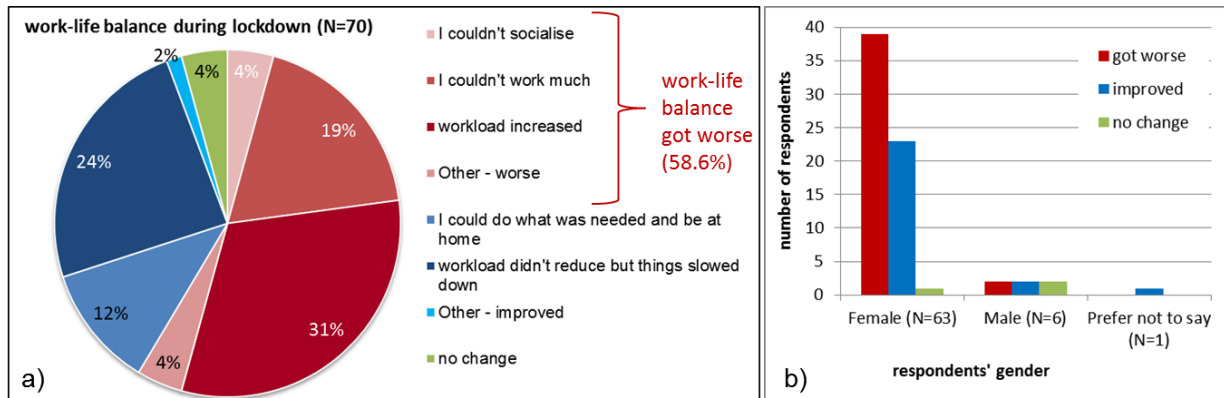 work-life balance during lockdown (N=70)
2%
4%
4%
19%
24%
31%
12%
4%
I couldn't socialise
I couldn't work much
workload increased
Other - worse
I could do what was needed and be at
home
workload didn't reduce but things slowed
down
Other - improved
no change
work-life
balance
got worse
(58.6%)
a)
number of respondents
40
35
30
25
20
15
10
5
0
got worse
improved
no change
Female (N=63)
Male (N=6)
Prefer not to say
(N=1)
respondents' gender
b)